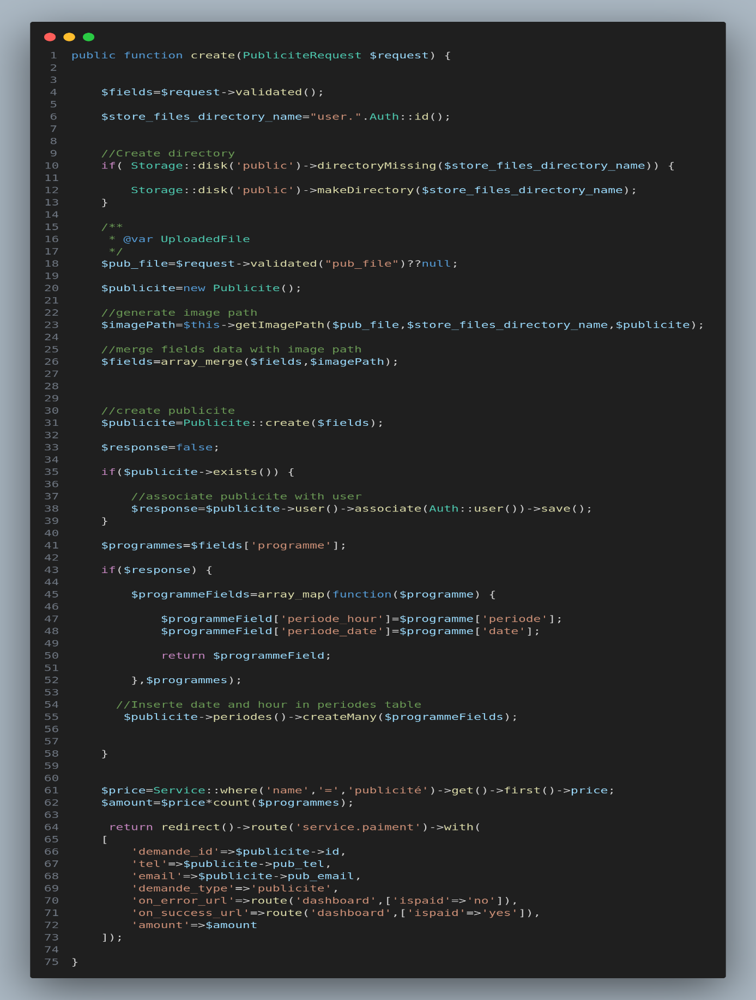 1 public function create(PubliciteRequest $request) {
2
3
4     $fields=$request->validated();
5
6     $store_files_directory_name="user.".Auth::id();
7
8
9     //Create directory
10     if( Storage::disk('public')->directoryMissing($store_files_directory_name)) {
11
12         Storage::disk('public')->makeDirectory($store_files_directory_name);
13     }
14
15     /**
16      * @var UploadedFile
17      */
18     $pub_file=$request->validated("pub_file")??null;
19
20     $publicite=new Publicite();
21
22     //generate image path
23     $imagePath=$this->getImagePath($pub_file,$store_files_directory_name,$publicite);
24
25     //merge fields data with image path
26     $fields=array_merge($fields,$imagePath);
27
28
29
30     //create publicite
31     $publicite=Publicite::create($fields);
32
33     $response=false;
34
35     if($publicite->exists()) {
36
37         //associate publicite with user
38         $response=$publicite->user()->associate(Auth::user())->save();
39     }
40
41     $programmes=$fields['programme'];
42
43     if($response) {
44
45         $programmeFields=array_map(function($programme) {
46
47             $programmeField['periode_hour']=$programme['periode'];
48             $programmeField['periode_date']=$programme['date'];
49
50             return $programmeField;
51
52         },$programmes);
53
54       //Inserte date and hour in periodes table
55        $publicite->periodes()->createMany($programmeFields);
56
57
58     }
59
60
61     $price=Service::where('name','=','publicité')->get()->first()->price;
62     $amount=$price*count($programmes);
63
64      return redirect()->route('service.paiment')->with(
65     [
66         'demande_id'=>$publicite->id,
67         'tel'=>$publicite->pub_tel,
68         'email'=>$publicite->pub_email,
69         'demande_type'=>'publicite',
70         'on_error_url'=>route('dashboard',['ispaid'=>'no']),
71         'on_success_url'=>route('dashboard',['ispaid'=>'yes']),
72         'amount'=>$amount
73     ]);
74
75 }